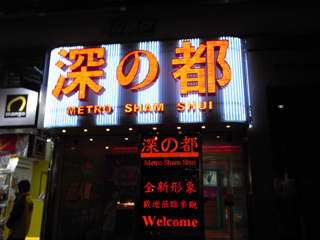 深の都
METRO SHAM SHUI
mango
深の都
Metro Sham Shui
全新形象
歡迎蒞臨參觀
Welcome